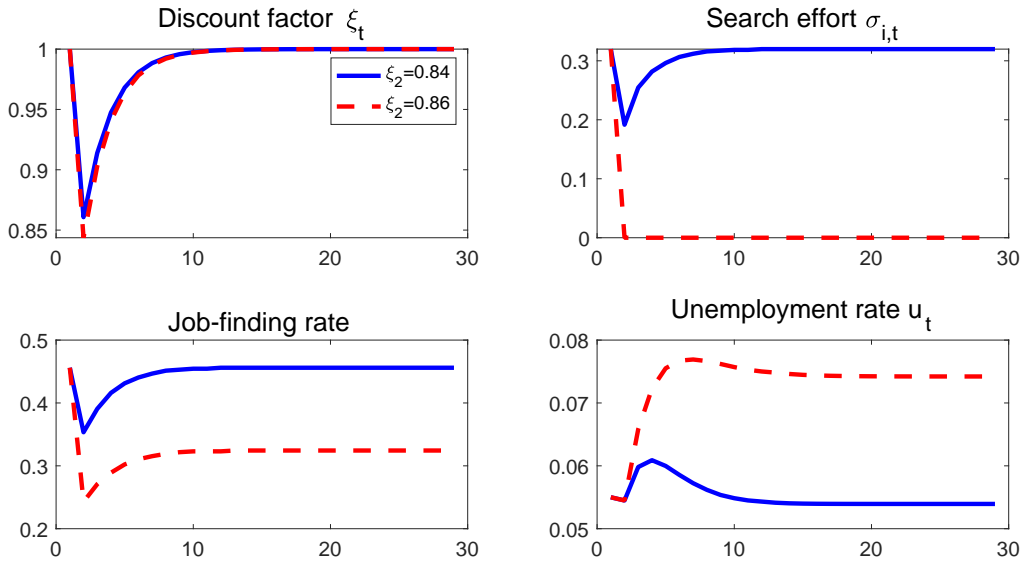 Discount factor ξt
1
0.95
0.9
0.85
0 10 20 30
ξ2=0.84
ξ2=0.86
Search effort σi,t
0.3
0.2
0.1
0
0 10 20 30
Job-finding rate
0.5
0.4
0.3
0.2
0 10 20 30
Unemployment rate ut
0.08
0.07
0.06
0.05
0 10 20 30